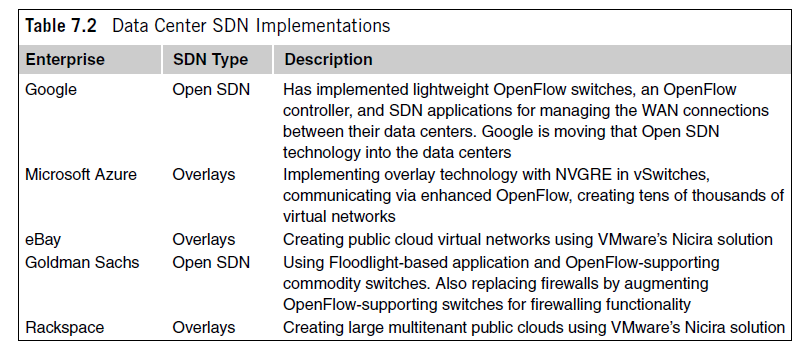 Table 7.2 Data Center SDN Implementations
Enterprise SDN Type Description
Google Open SDN Has implemented lightweight OpenFlow switches, an OpenFlow
controller, and SDN applications for managing the WAN connections
between their data centers. Google is moving that Open SDN
technology into the data centers
Microsoft Azure Overlays Implementing overlay technology with NVGRE in vSwitches,
communicating via enhanced OpenFlow, creating tens of thousands of
virtual networks
eBay Overlays Creating public cloud virtual networks using VMware's Nicira solution
Goldman Sachs Open SDN Using Floodlight-based application and OpenFlow-supporting
commodity switches. Also replacing firewalls by augmenting
OpenFlow-supporting switches for firewalling functionality
Rackspace Overlays Creating large multitenant public clouds using VMware's Nicira solution